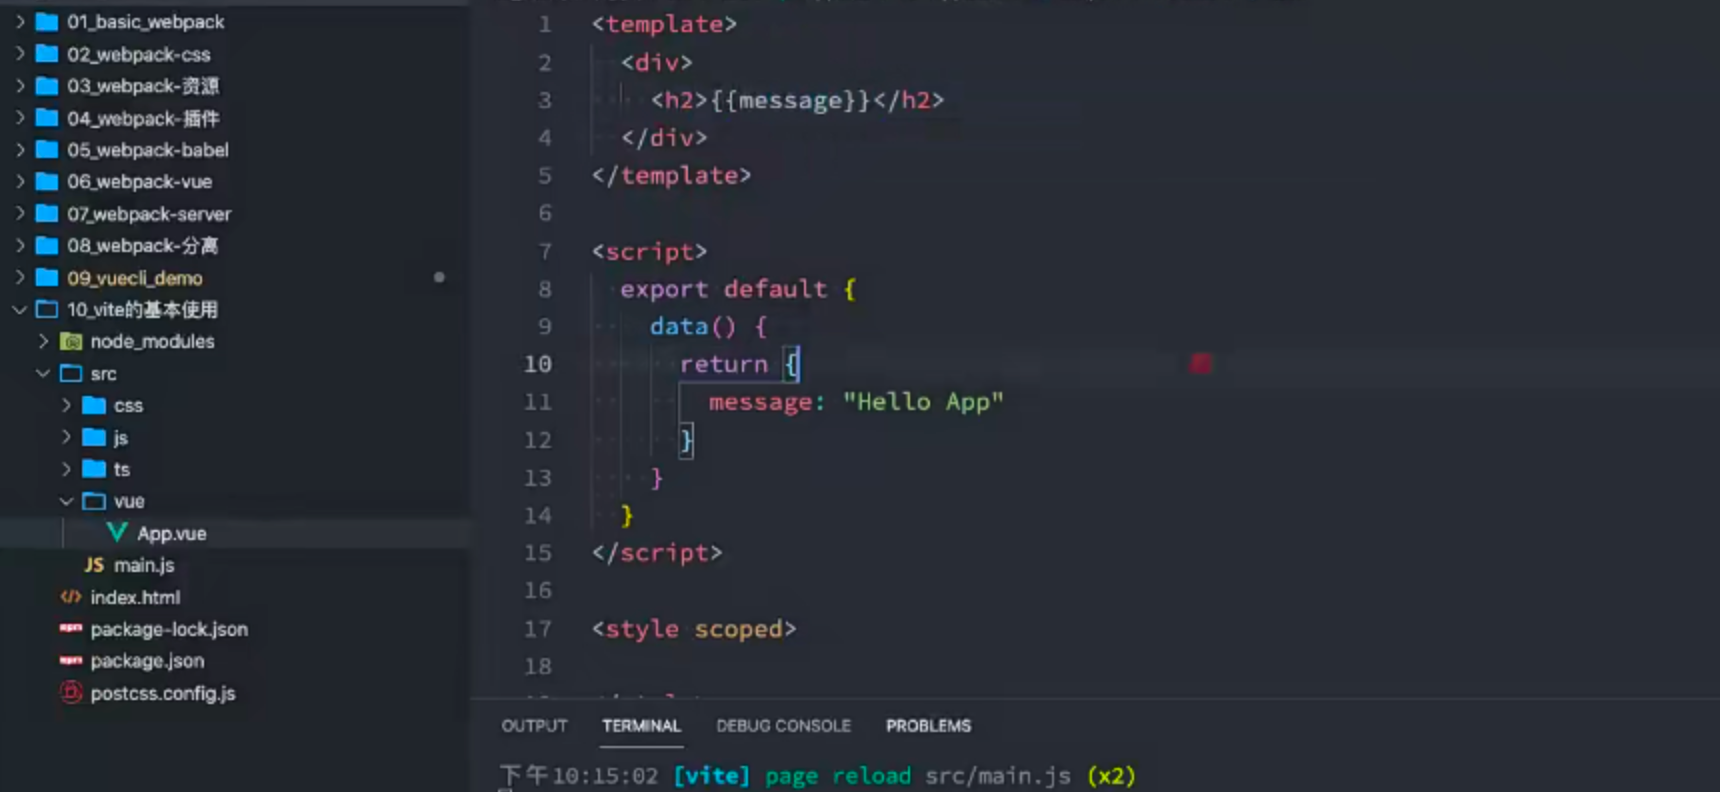 01_basic_webpack
02_webpack-css
03_webpack-资源
04_webpack-插件
05_webpack-babel
06_webpack-vue
07_webpack-server
08_webpack-分离
09_vuecli_demo
10_vite的基本使用
node_modules
src
css
js
ts
vue
App.vue
JS main.js
index.html
package-lock.json
package.json
postcss.config.js
1 <template>
2 <div>
3 <h2>{{message}}</h2>
4 </div>
5 </template>
6
7 <script>
8 export default {
9 data() {
10 return {
11 message: "Hello App"
12 }
13 }
14 }
15 </script>
16
17 <style scoped>
18
OUTPUT TERMINAL DEBUG CONSOLE PROBLEMS
下午10:15:02 [vite] page reload src/main.js (x2)